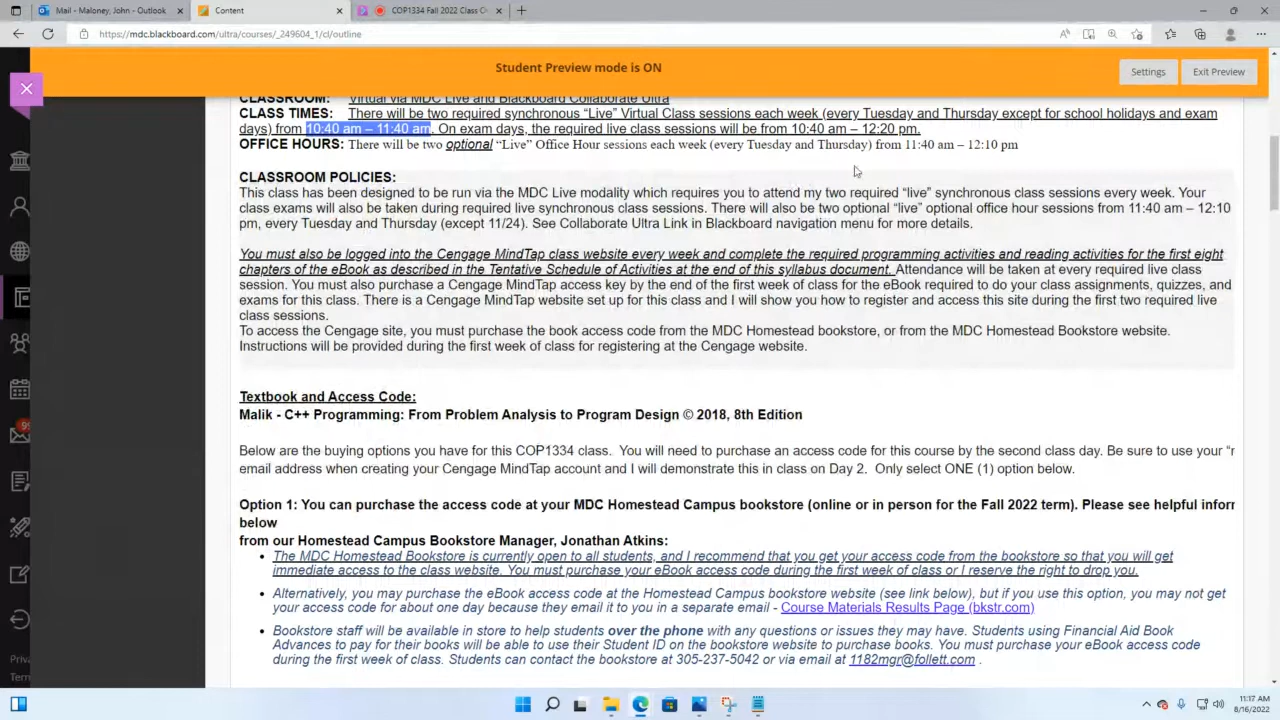 Mail - Maloney, John - Outlook
Content
COP1334 Fall 2022 Class O
https://mdc.blackboard.com/ultra/courses/_249604_1/cl/outline
Student Preview mode is ON
Settings
Exit Preview
CLASSROOM: Virtual via MDC Live and Blackboard Collaborate Ultra
CLASS TIMES: There will be two required synchronous “Live” Virtual Class sessions each week (every Tuesday and Thursday except for school holidays and exam
days) from 10:40 am – 11:40 am. On exam days, the required live class sessions will be from 10:40 am – 12:20 pm.
OFFICE HOURS: There will be two optional “Live” Office Hour sessions each week (every Tuesday and Thursday) from 11:40 am – 12:10 pm
CLASSROOM POLICIES:
This class has been designed to be run via the MDC Live modality which requires you to attend my two required “live” synchronous class sessions every week. Your
class exams will also be taken during required live synchronous class sessions. There will also be two optional “live” optional office hour sessions from 11:40 am – 12:10
pm, every Tuesday and Thursday (except 11/24). See Collaborate Ultra Link in Blackboard navigation menu for more details.
You must also be logged into the Cengage MindTap class website every week and complete the required programming activities and reading activities for the first eight
chapters of the eBook as described in the Tentative Schedule of Activities at the end of this syllabus document. Attendance will be taken at every required live class
session. You must also purchase a Cengage MindTap access key by the end of the first week of class for the eBook required to do your class assignments, quizzes, and
exams for this class. There is a Cengage MindTap website set up for this class and I will show you how to register and access this site during the first two required live
class sessions.
To access the Cengage site, you must purchase the book access code from the MDC Homestead bookstore, or from the MDC Homestead Bookstore website.
Instructions will be provided during the first week of class for registering at the Cengage website.
Textbook and Access Code:
Malik - C++ Programming: From Problem Analysis to Program Design © 2018, 8th Edition
Below are the buying options you have for this COP1334 class. You will need to purchase an access code for this course by the second class day. Be sure to use your “r
email address when creating your Cengage MindTap account and I will demonstrate this in class on Day 2. Only select ONE (1) option below.
Option 1: You can purchase the access code at your MDC Homestead Campus bookstore (online or in person for the Fall 2022 term). Please see helpful inforr
below
from our Homestead Campus Bookstore Manager, Jonathan Atkins:
• The MDC Homestead Bookstore is currently open to all students, and I recommend that you get your access code from the bookstore so that you will get
immediate access to the class website. You must purchase your eBook access code during the first week of class or I reserve the right to drop you.
• Alternatively, you may purchase the eBook access code at the Homestead Campus bookstore website (see link below), but if you use this option, you may not get
your access code for about one day because they email it to you in a separate email - Course Materials Results Page (bkstr.com)
• Bookstore staff will be available in store to help students over the phone with any questions or issues they may have. Students using Financial Aid Book
Advances to pay for their books will be able to use their Student ID on the bookstore website to purchase books. You must purchase your eBook access code
during the first week of class. Students can contact the bookstore at 305-237-5042 or via email at 1182mgr@follett.com .
Priva
Term
11:17 AM
8/16/2022